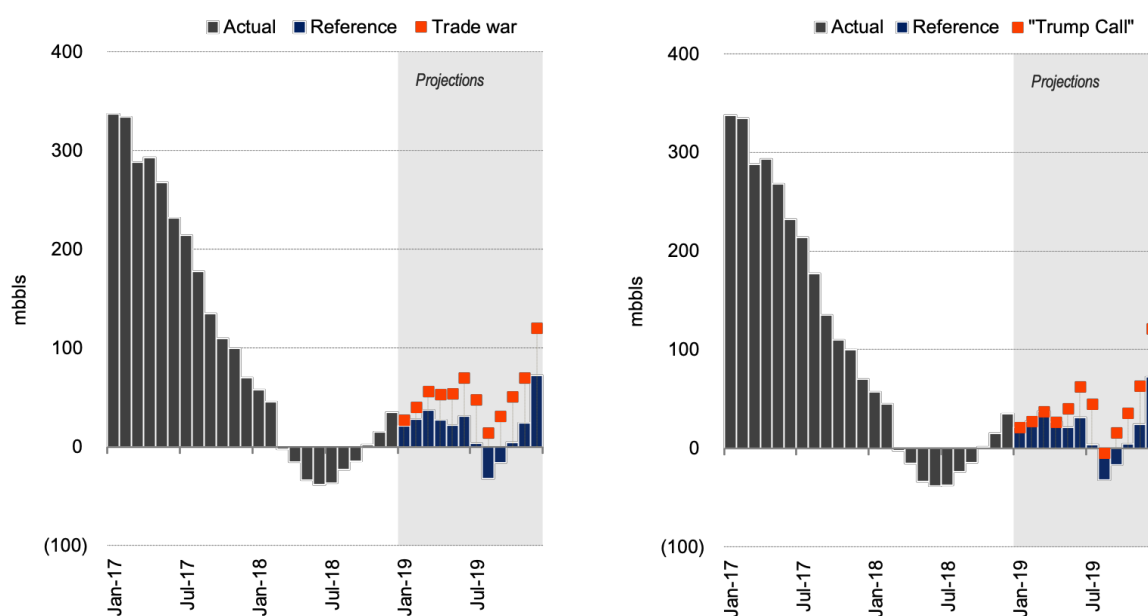 Actual Reference Trade war
400
300
200
100
0
(100)
mbbls
Projections
Jan-17
Jul-17
Jan-18
Jul-18
Jan-19
Jul-19
Actual Reference "Trump Call"
400
300
200
100
0
(100)
mbbls
Projections
Jan-17
Jul-17
Jan-18
Jul-18
Jan-19
Jul-19